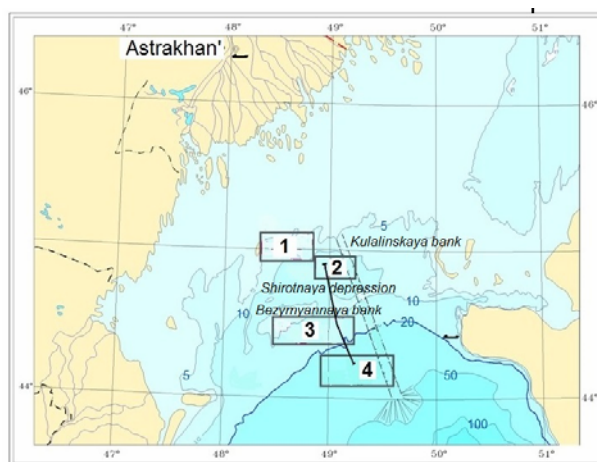 47° 48° 49° 50° 51°
Astrakhan'
46° 46°
5
1 Kulalinskaya bank
2
Shirotnaya depression
10 Bezymyannaya bank 10
3 20
5 4 50
44° 44°
100
47° 48° 49° 50° 51°